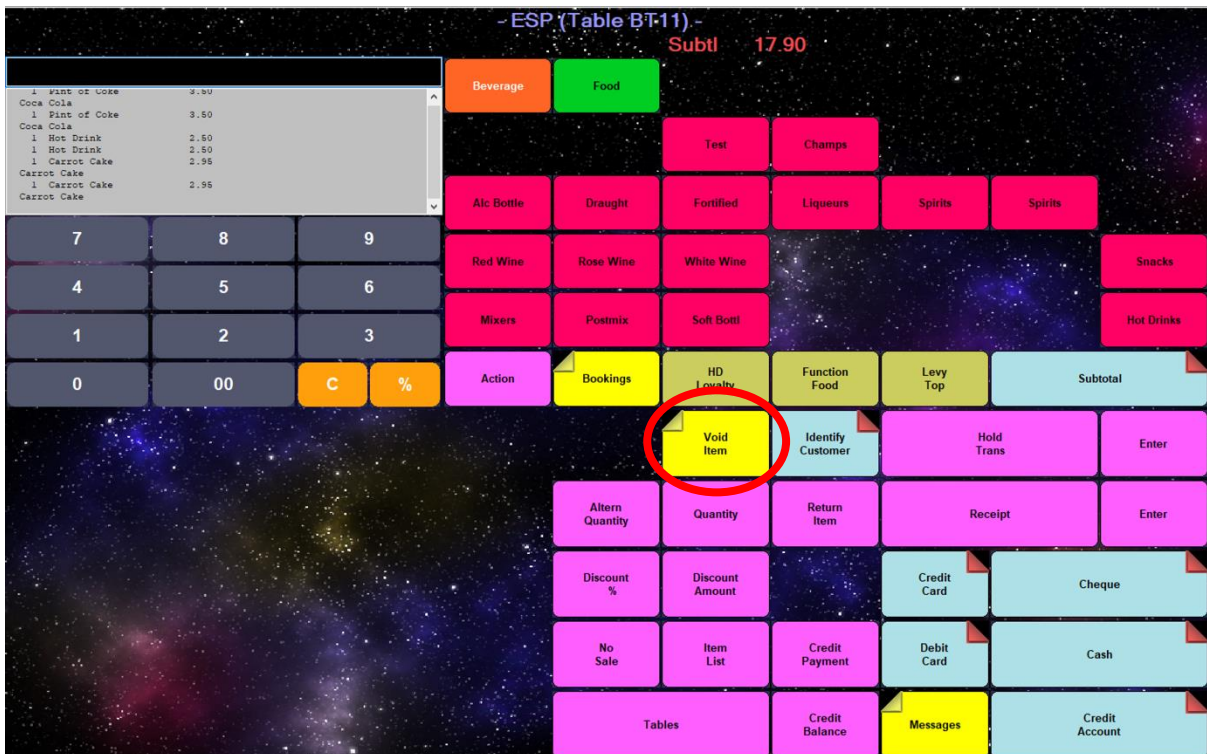 - ESP (Table BT11) -
Subtl 17.90
1 Pint of Coke 3.50
Coca Cola
1 Pint of Coke 3.50
Coca Cola
1 Hot Drink 2.50
1 Hot Drink 2.50
1 Carrot Cake 2.95
Carrot Cake
1 Carrot Cake 2.95
Carrot Cake
7 8 9
4 5 6
1 2 3
0 00 C %
Beverage Food
Test Champs
Alc Bottle Draught Fortified Liqueurs Spirits Spirits
Red Wine Rose Wine White Wine Snacks
Mixers Postmix Soft Bottl Hot Drinks
Action
Bookings
HD
Loyalty
Function
Food
Levy
Top
Subtotal
Void
Item
Identify
Customer
Hold
Trans
Enter
Altern
Quantity
Quantity
Return
Item
Receipt
Enter
Discount
%
Discount
Amount
Credit
Card
Cheque
No
Sale
Item
List
Credit
Payment
Debit
Card
Cash
Tables
Credit
Balance
Messages
Credit
Account